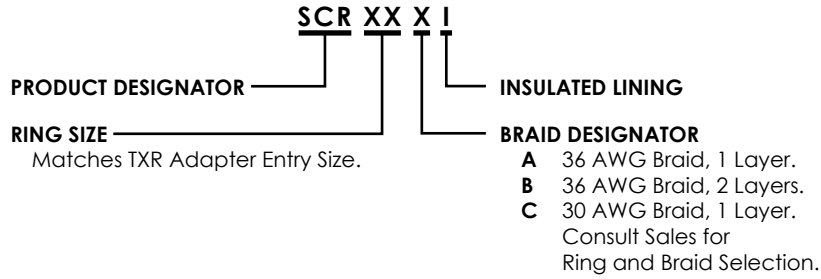 SCR XX X I
PRODUCT DESIGNATOR
INSULATED LINING
RING SIZE
Matches TXR Adapter Entry Size.
BRAID DESIGNATOR
A 36 AWG Braid, 1 Layer.
B 36 AWG Braid, 2 Layers.
C 30 AWG Braid, 1 Layer.
Consult Sales for
Ring and Braid Selection.